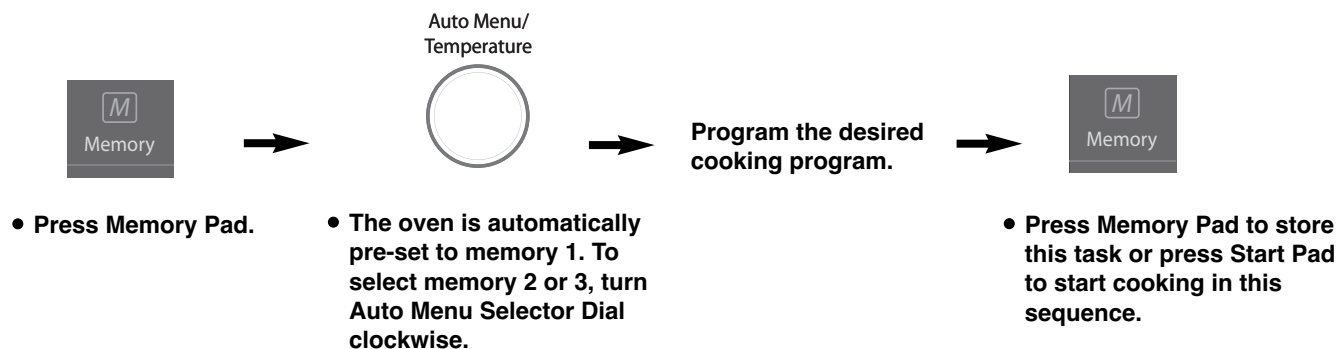 Auto Menu/
Temperature
M
Memory
Program the desired
cooking program.
M
Memory
• Press Memory Pad.
• The oven is automatically
pre-set to memory 1. To
select memory 2 or 3, turn
Auto Menu Selector Dial
clockwise.
• Press Memory Pad to store
this task or press Start Pad
to start cooking in this
sequence.